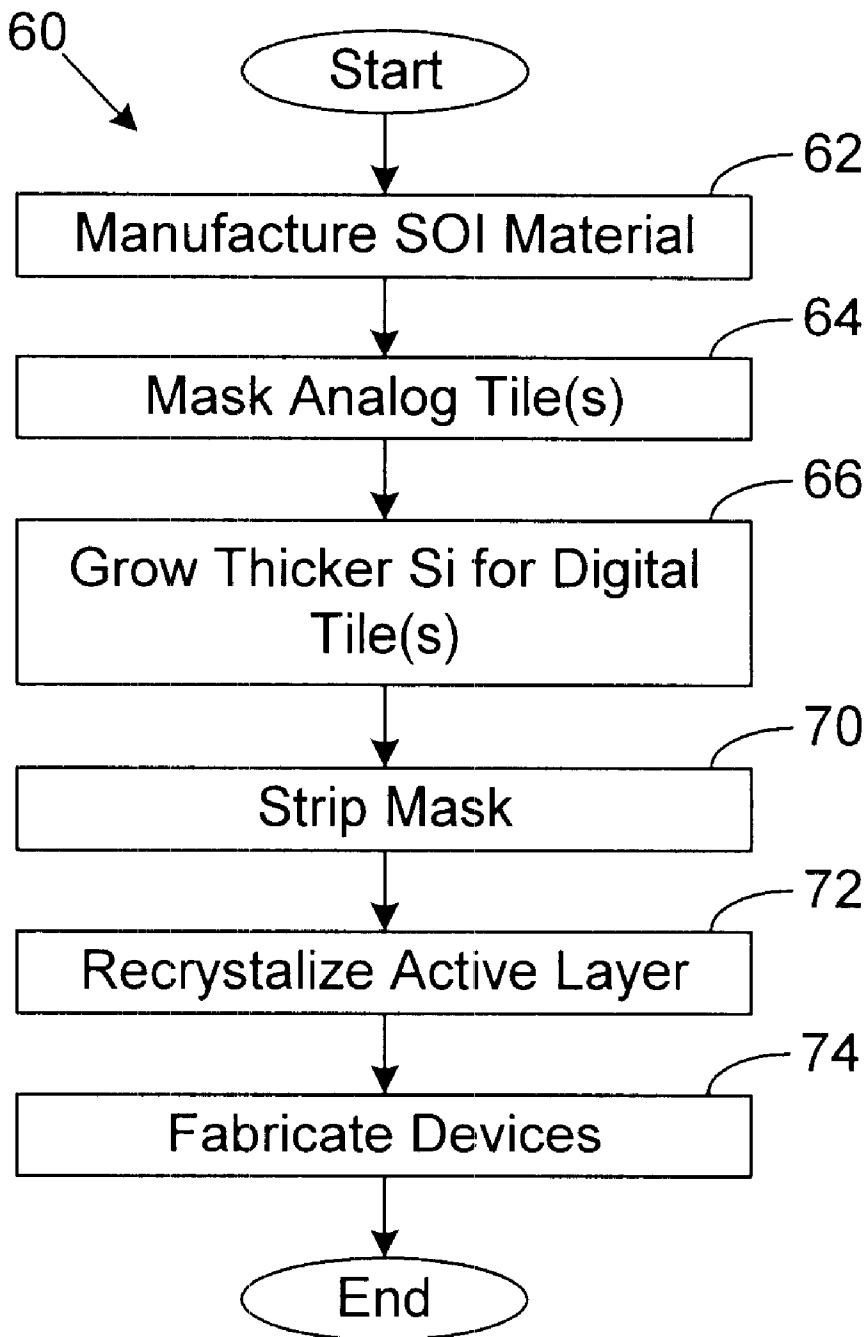 60
Start
62
Manufacture SOI Material
64
Mask Analog Tile(s)
66
Grow Thicker Si for Digital
Tile(s)
70
Strip Mask
72
Recrystalize Active Layer
74
Fabricate Devices
End